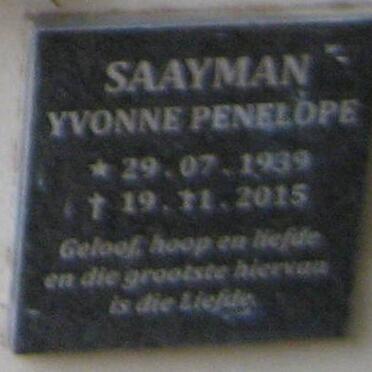 SAAYMAN
YVONNE PENELOPE
★ 29.07.1939
† 19.11.2015
Geloof, hoop en liefde
en die grootste hiervan
is die Liefde.